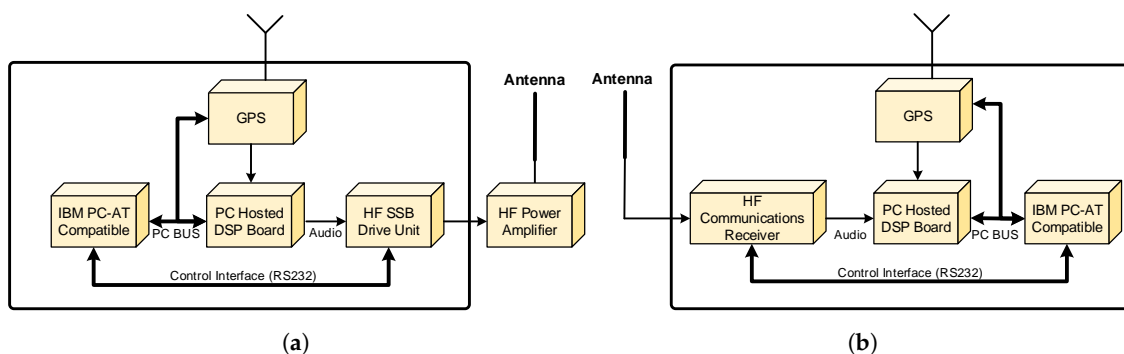 Antenna
GPS
IBM PC-AT
Compatible
PC BUS
PC Hosted
DSP Board
Audio
HF SSB
Drive Unit
HF Power
Amplifier
Control Interface (RS232)
(a)
Antenna
GPS
HF
Communications
Receiver
Audio
PC Hosted
DSP Board
PC BUS
IBM PC-AT
Compatible
Control Interface (RS232)
(b)